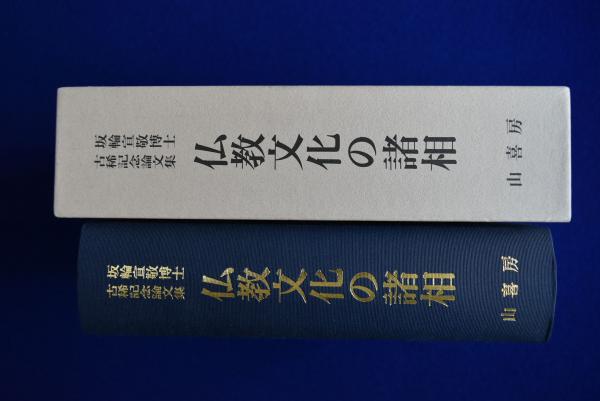 坂輪宣敬博士
古稀記念論文集
仏教文化の諸相
山喜房
坂輪宣敬博士
古稀記念論文集
仏教文化の諸相
山喜房